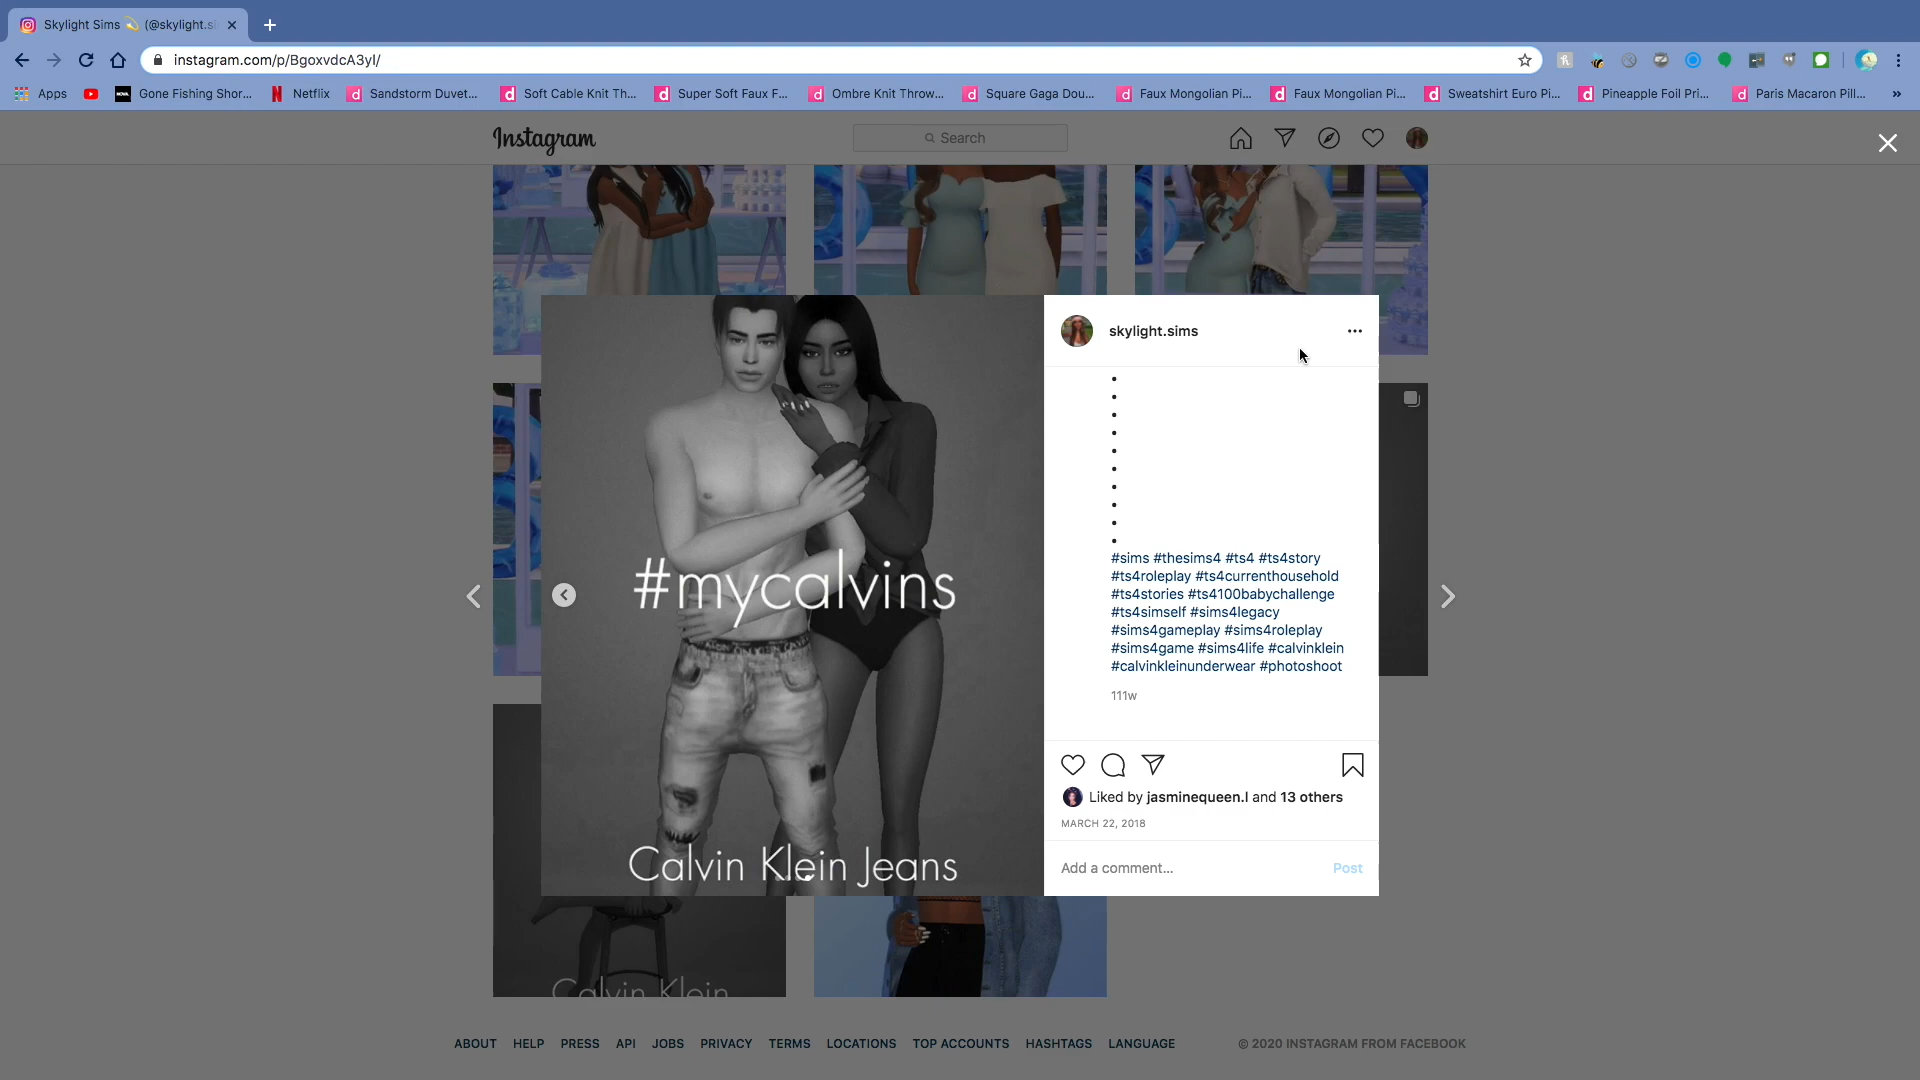 Skylight Sims 💫 (@skylight.si
instagram.com/p/BgoxvdcA3yI/
Apps
Gone Fishing Shor...
Netflix
Sandstorm Duvet...
Soft Cable Knit Th...
Super Soft Faux F...
Ombre Knit Throw...
Square Gaga Dou...
Faux Mongolian Pi...
Faux Mongolian Pi...
Sweatshirt Euro Pi...
Pineapple Foil Pri...
Paris Macaron Pill...
»
Instagram
Search
#mycalvins
Calvin Klein Jeans
skylight.sims
•
•
•
•
•
•
•
•
•
•
#sims #thesims4 #ts4 #ts4story
#ts4roleplay #ts4currenthousehold
#ts4stories #ts4100babychallenge
#ts4simself #sims4legacy
#sims4gameplay #sims4roleplay
#sims4game #sims4life #calvinklein
#calvinkleinunderwear #photoshoot
111w
Liked by jasminequeen.l and 13 others
MARCH 22, 2018
Add a comment...
Post
Calvin Klein
ABOUT HELP PRESS API JOBS PRIVACY TERMS LOCATIONS TOP ACCOUNTS HASHTAGS LANGUAGE
© 2020 INSTAGRAM FROM FACEBOOK